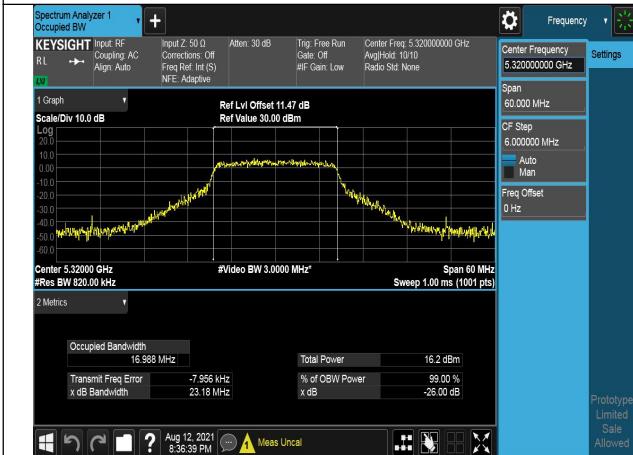 Spectrum Analyzer 1
Occupied BW
+
Frequency
KEYSIGHT
RL
LXI
Input: RF
Coupling: AC
Align: Auto
Input Z: 50 Ω
Corrections: Off
Freq Ref: Int (S)
NFE: Adaptive
Atten: 30 dB
Trig: Free Run
Gate: Off
#IF Gain: Low
Center Freq: 5.320000000 GHz
Avg|Hold: 10/10
Radio Std: None
Center Frequency
5.320000000 GHz
Settings
Span
60.000 MHz
CF Step
6.000000 MHz
Auto
Man
Freq Offset
0 Hz
1 Graph
Scale/Div 10.0 dB
Ref Lvl Offset 11.47 dB
Ref Value 30.00 dBm
Log
20.0
10.0
0.00
-10.0
-20.0
-30.0
-40.0
-50.0
-60.0
Center 5.32000 GHz
#Video BW 3.0000 MHz*
Span 60 MHz
#Res BW 820.00 kHz
Sweep 1.00 ms (1001 pts)
2 Metrics
Occupied Bandwidth
16.988 MHz
Total Power 16.2 dBm
Transmit Freq Error -7.956 kHz
% of OBW Power 99.00 %
x dB Bandwidth 23.18 MHz
x dB -26.00 dB
Prototype
Limited
Sale
Allowed
?
Aug 12, 2021
8:36:39 PM
Meas Uncal